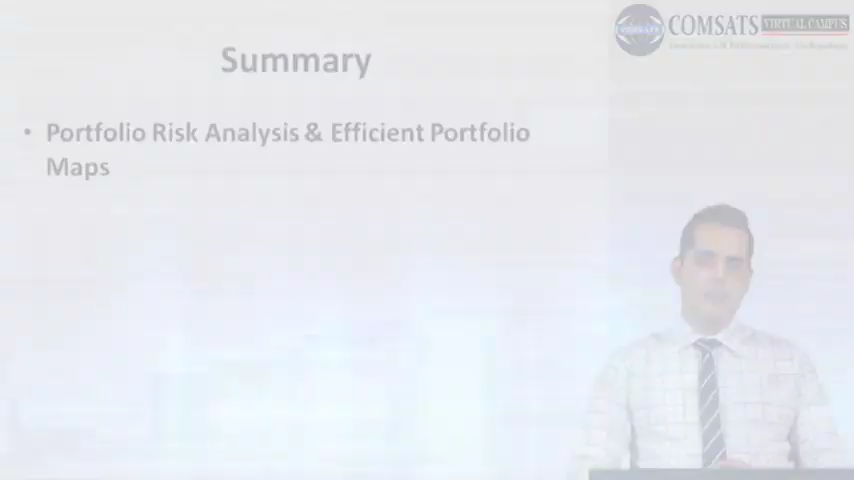 COMSATS VIRTUAL CAMPUS
Summary
• Portfolio Risk Analysis & Efficient Portfolio
Maps